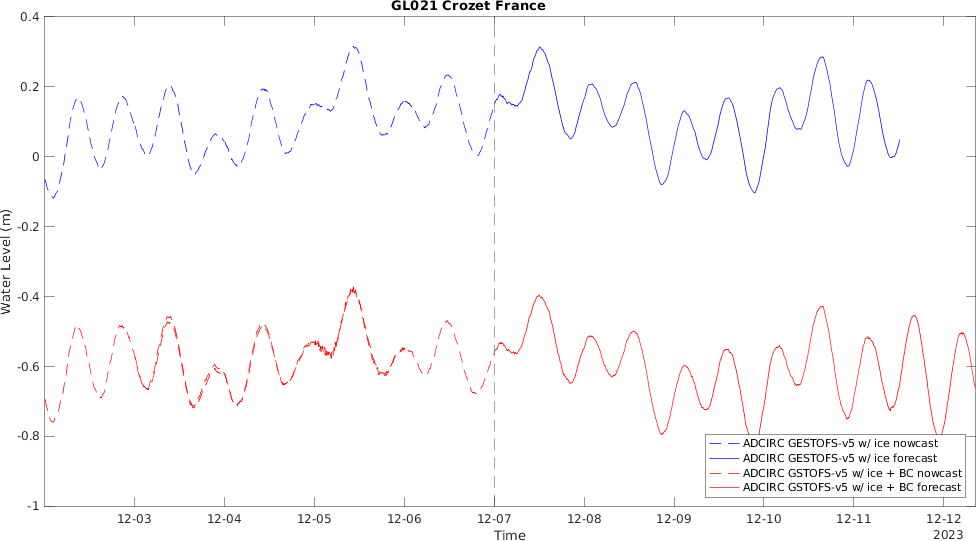 GL021 Crozet France
0.4
0.2
0
-0.2
-0.4
-0.6
-0.8
-1
Water Level (m)
ADCIRC GESTOFS-v5 w/ ice nowcast
ADCIRC GESTOFS-v5 w/ ice forecast
ADCIRC GSTOFS-v5 w/ ice + BC nowcast
ADCIRC GSTOFS-v5 w/ ice + BC forecast
12-03 12-04 12-05 12-06 12-07 12-08 12-09 12-10 12-11 12-12
Time
2023